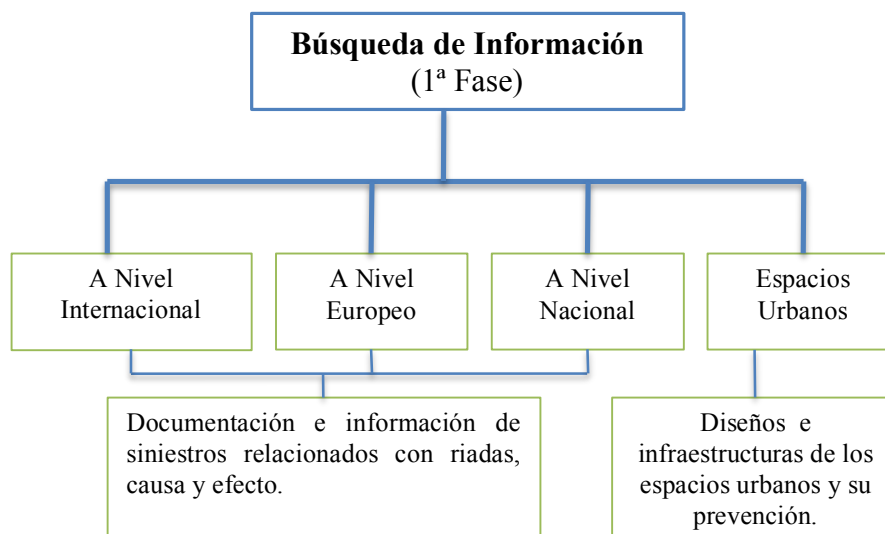 Búsqueda de Información
(1ª Fase)
A Nivel
Internacional
A Nivel
Europeo
A Nivel
Nacional
Espacios
Urbanos
Documentación e información de
siniestros relacionados con riadas,
causa y efecto.
Diseños e
infraestructuras de los
espacios urbanos y su
prevención.